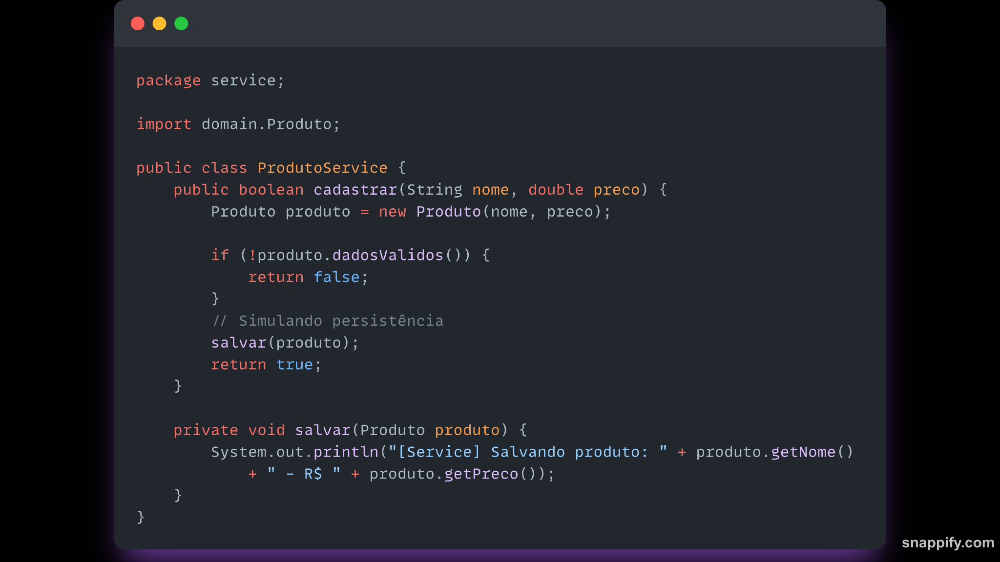 package service;
import domain.Produto;
public class ProdutoService {
    public boolean cadastrar(String nome, double preco) {
        Produto produto = new Produto(nome, preco);
        if (!produto.dadosValidos()) {
            return false;
        }
        // Simulando persistência
        salvar(produto);
        return true;
    }
    private void salvar(Produto produto) {
        System.out.println("[Service] Salvando produto: " + produto.getNome()
            + " - R$ " + produto.getPreco());
    }
}
snappify.com